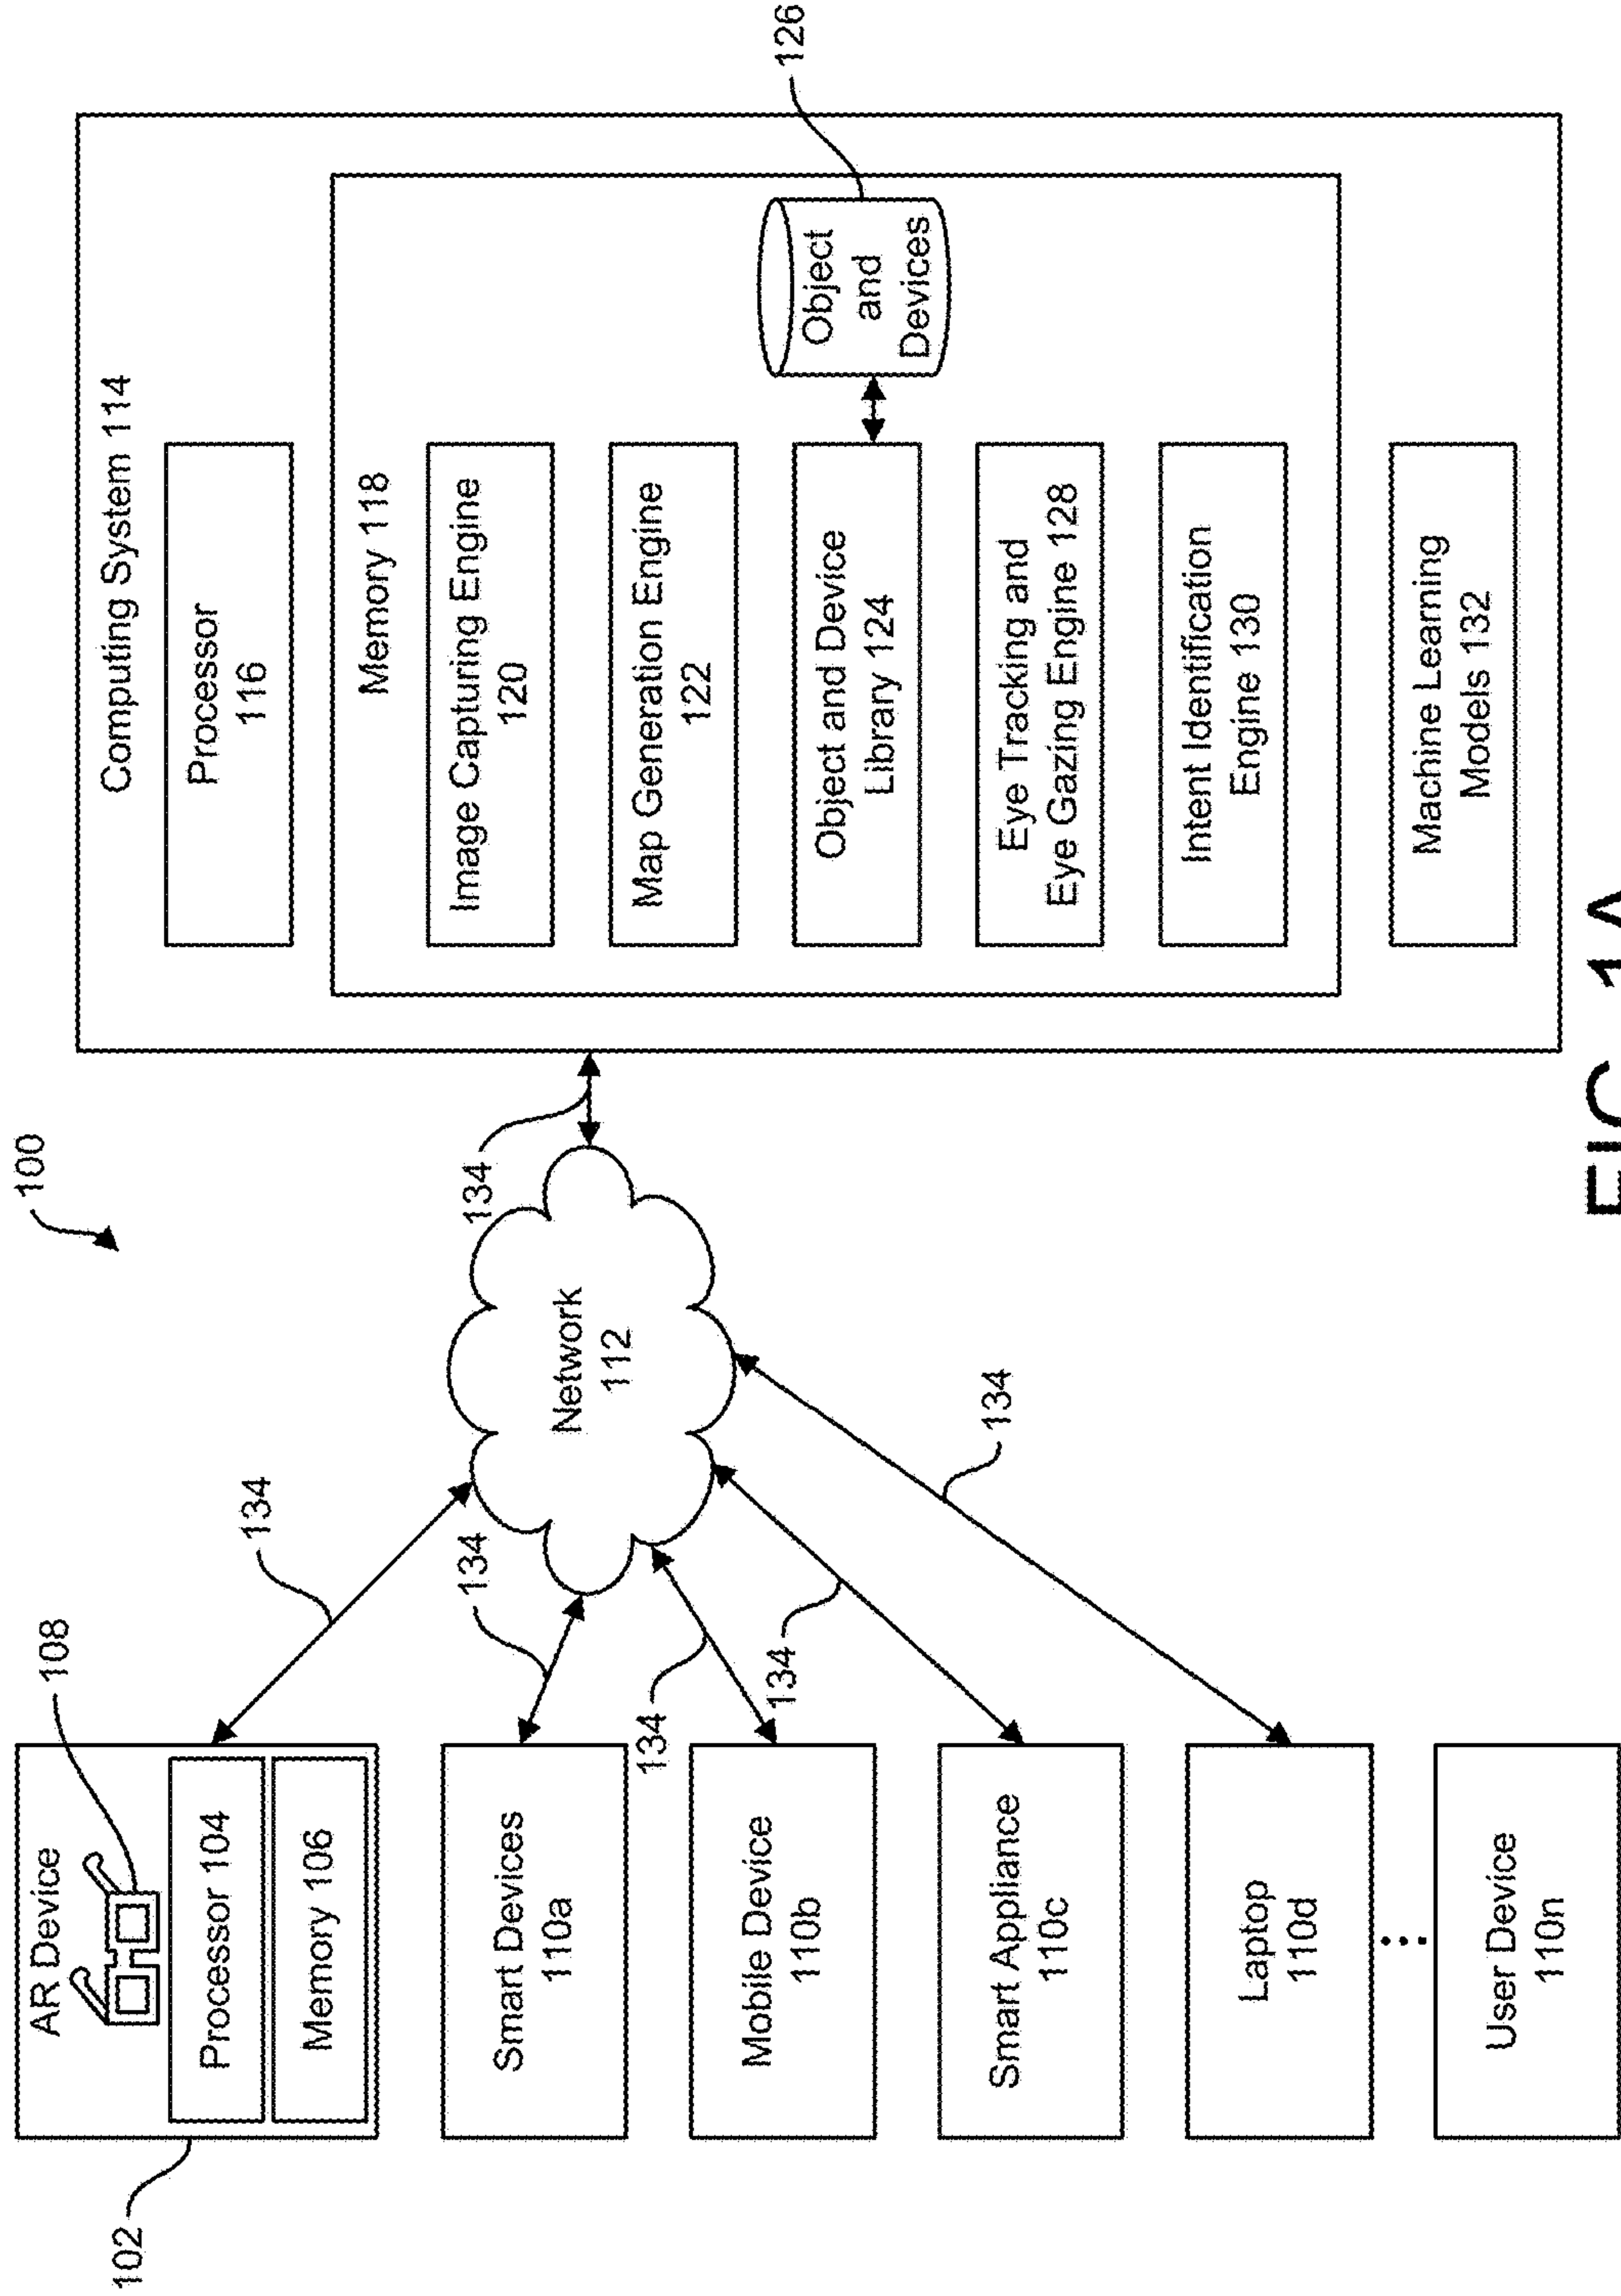 100
102
AR Device
108
Processor 104
Memory 106
Smart Devices
110a
Mobile Device
110b
Smart Appliance
110c
Laptop
110d
User Device
110n
134
134
134
134
134
134
Network
112
Computing System 114
Processor
116
Memory 118
Image Capturing Engine
120
Map Generation Engine
122
Object and Device
Library 124
Object
and
Devices
126
Eye Tracking and
Eye Gazing Engine 128
Intent Identification
Engine 130
Machine Learning
Models 132
FIG. 1A